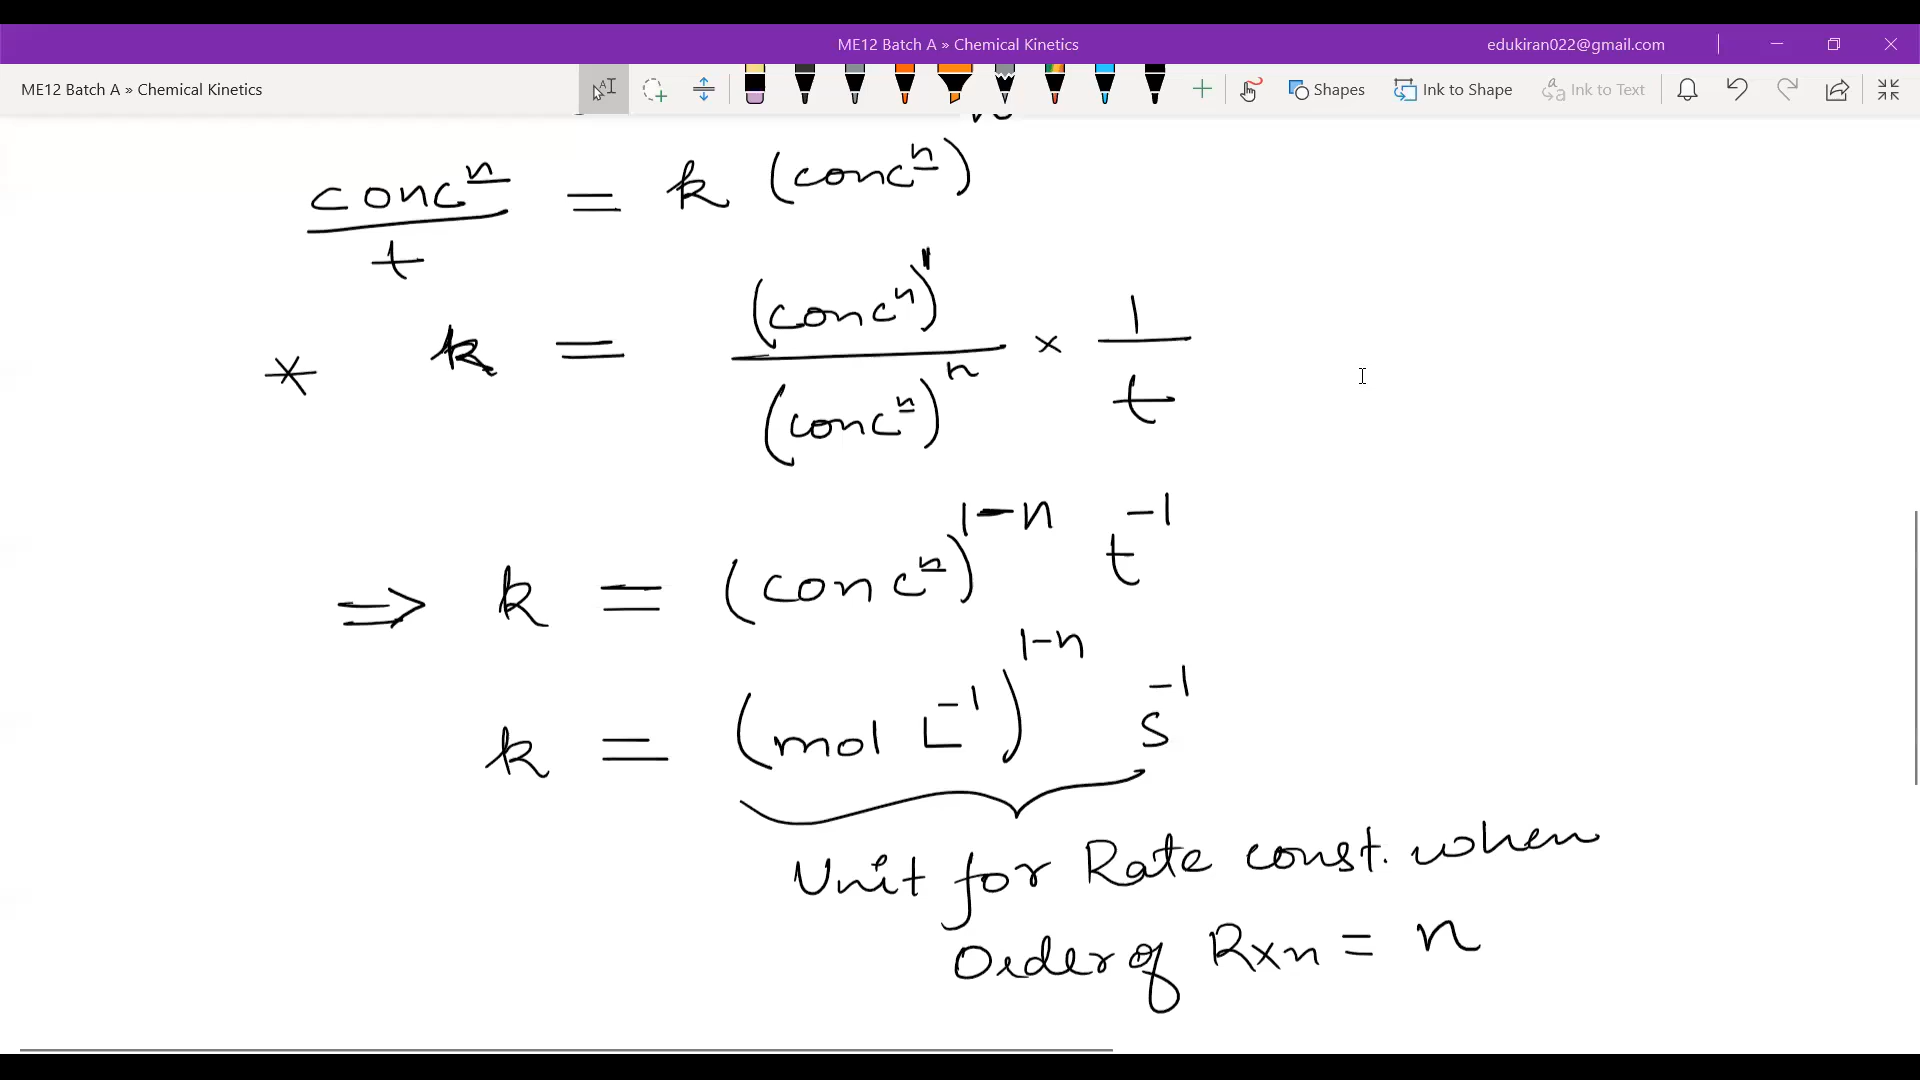 ME12 Batch A » Chemical Kinetics
edukiran022@gmail.com
ME12 Batch A » Chemical Kinetics
Shapes
Ink to Shape
Ink to Text
concⁿ/t = k (concⁿ)
* k = (concⁿ)¹/(concⁿ)ⁿ × 1/t
⇒ k = (concⁿ)¹⁻ⁿ t⁻¹
k = (mol L⁻¹)¹⁻ⁿ s⁻¹
Unit for Rate const. when
Order of Rxn = n